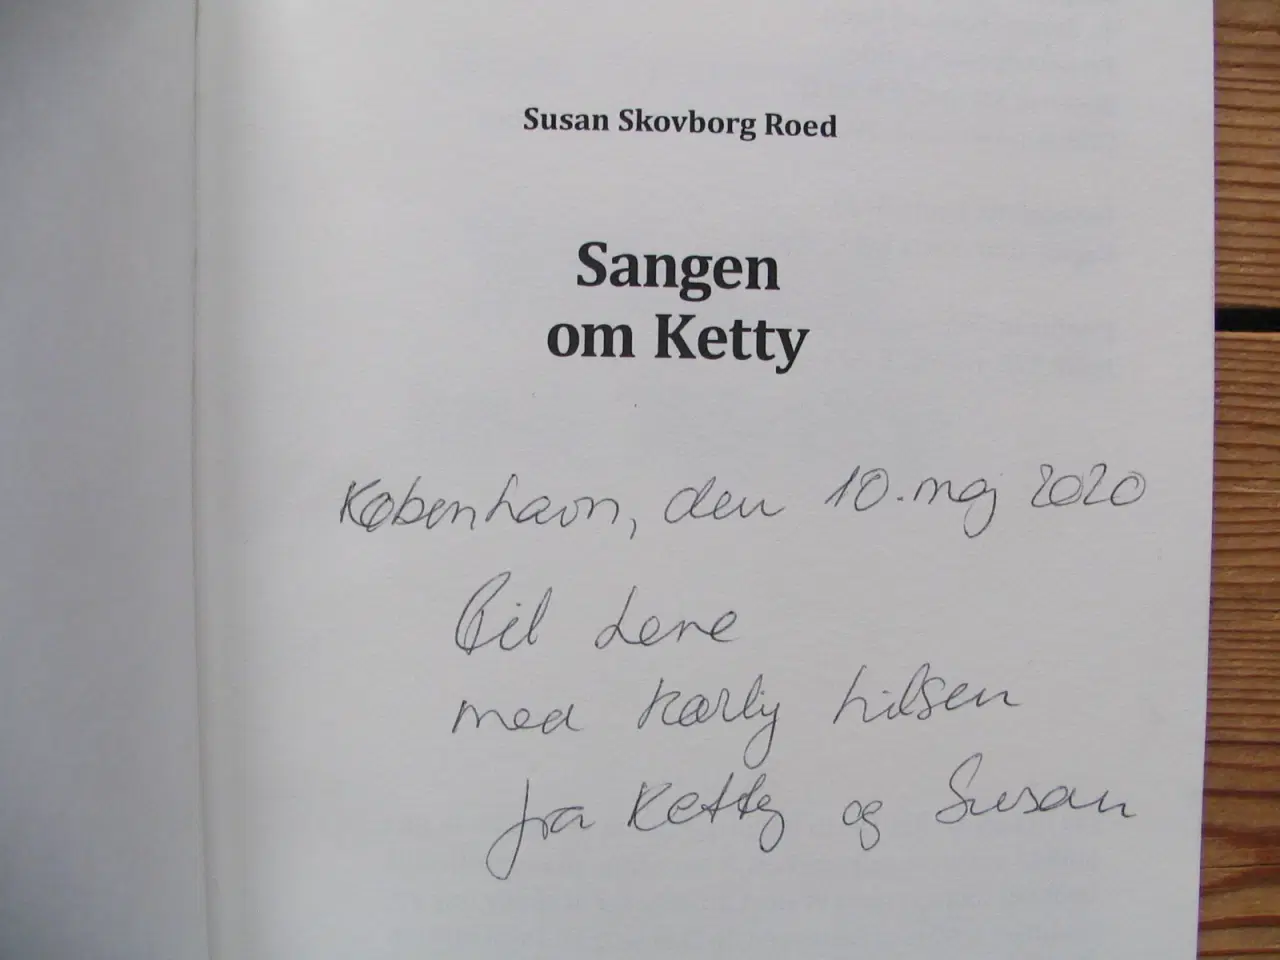 Susan Skovborg Roed
Sangen
om Ketty
København, den 10. maj 2020
Til Lene
med kærlig hilsen
fra Ketty og Susan